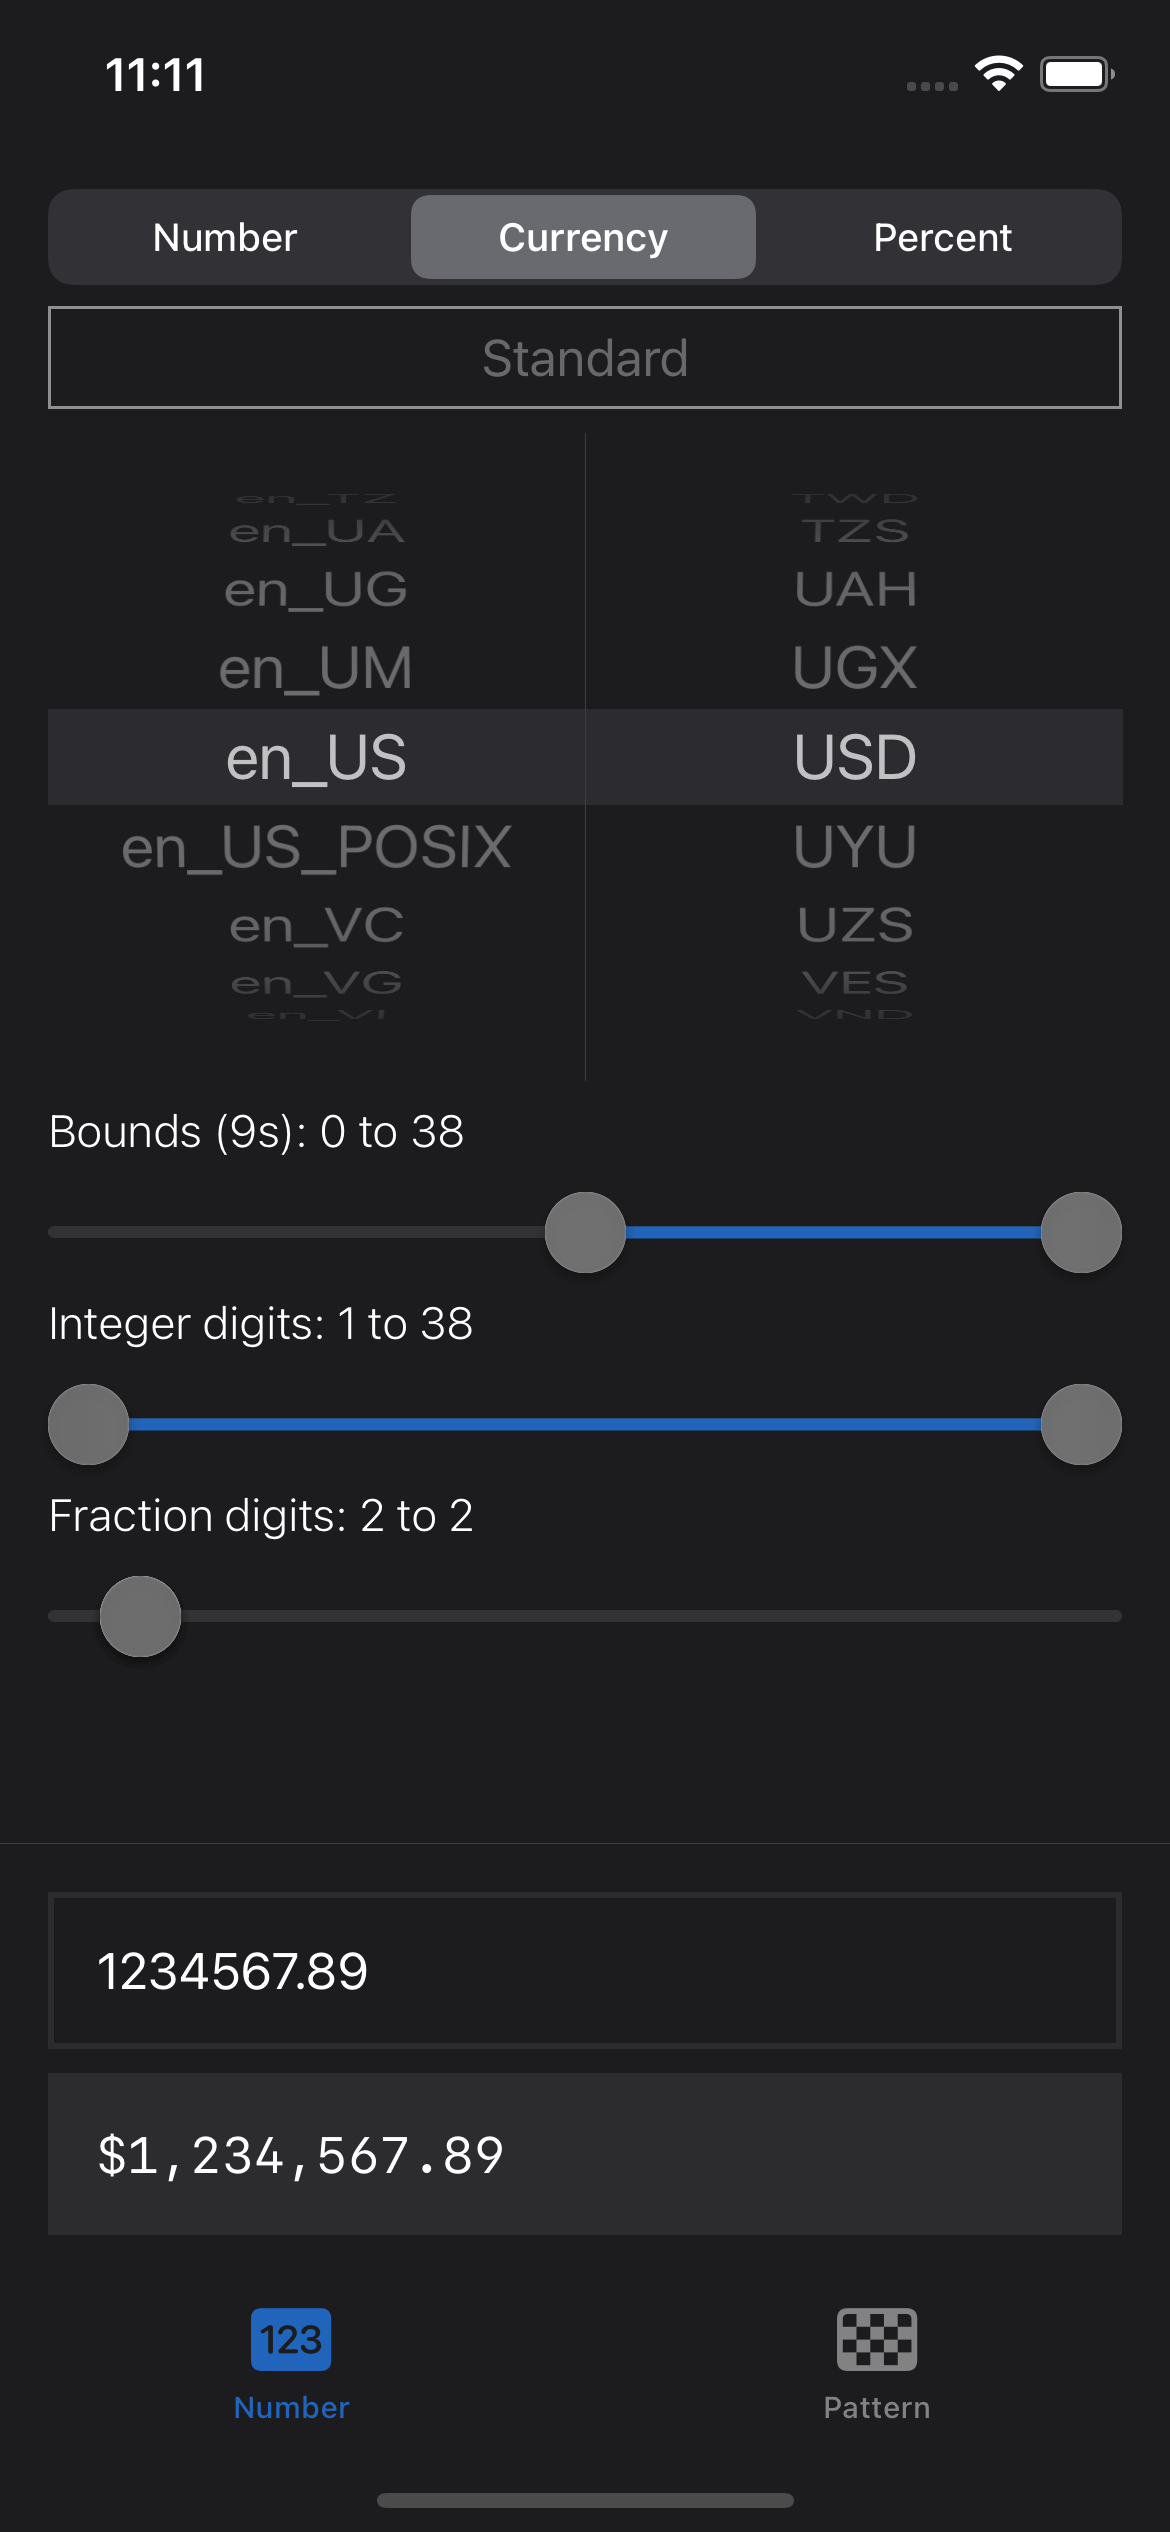 11:11
Number Currency Percent
Standard
en_TZ TWD
en_UA TZS
en_UG UAH
en_UM UGX
en_US USD
en_US_POSIX UYU
en_VC UZS
en_VG VES
en_VI VND
Bounds (9s): 0 to 38
Integer digits: 1 to 38
Fraction digits: 2 to 2
1234567.89
$1,234,567.89
123
Number Pattern